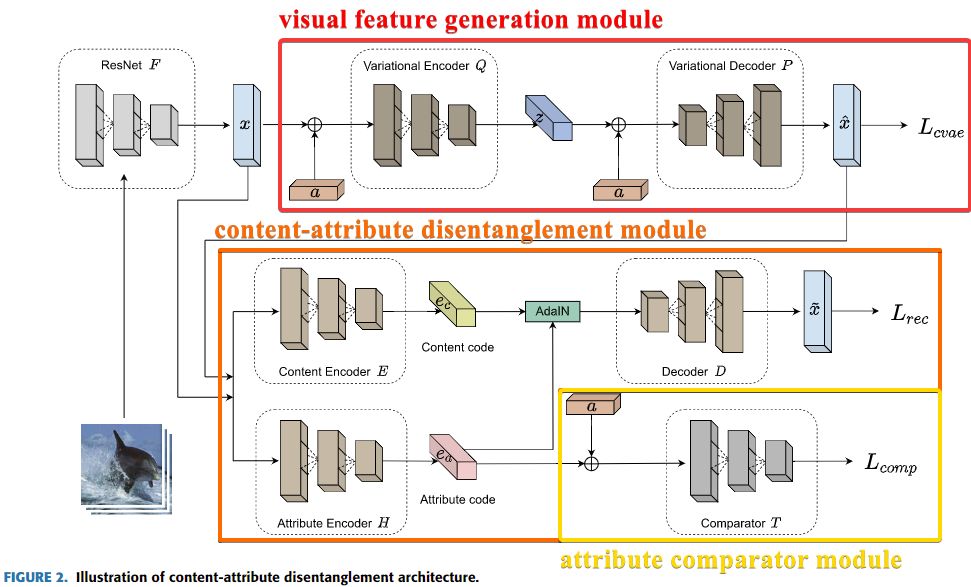 visual feature generation module
ResNet F
Variational Encoder Q
Variational Decoder P
x
z
x̂
L_cvae
a
a
content-attribute disentanglement module
e_c
AdaIN
x̃
L_rec
Content code
Content Encoder E
Decoder D
a
e_a
L_comp
Attribute code
Attribute Encoder H
Comparator T
attribute comparator module
FIGURE 2. Illustration of content-attribute disentanglement architecture.